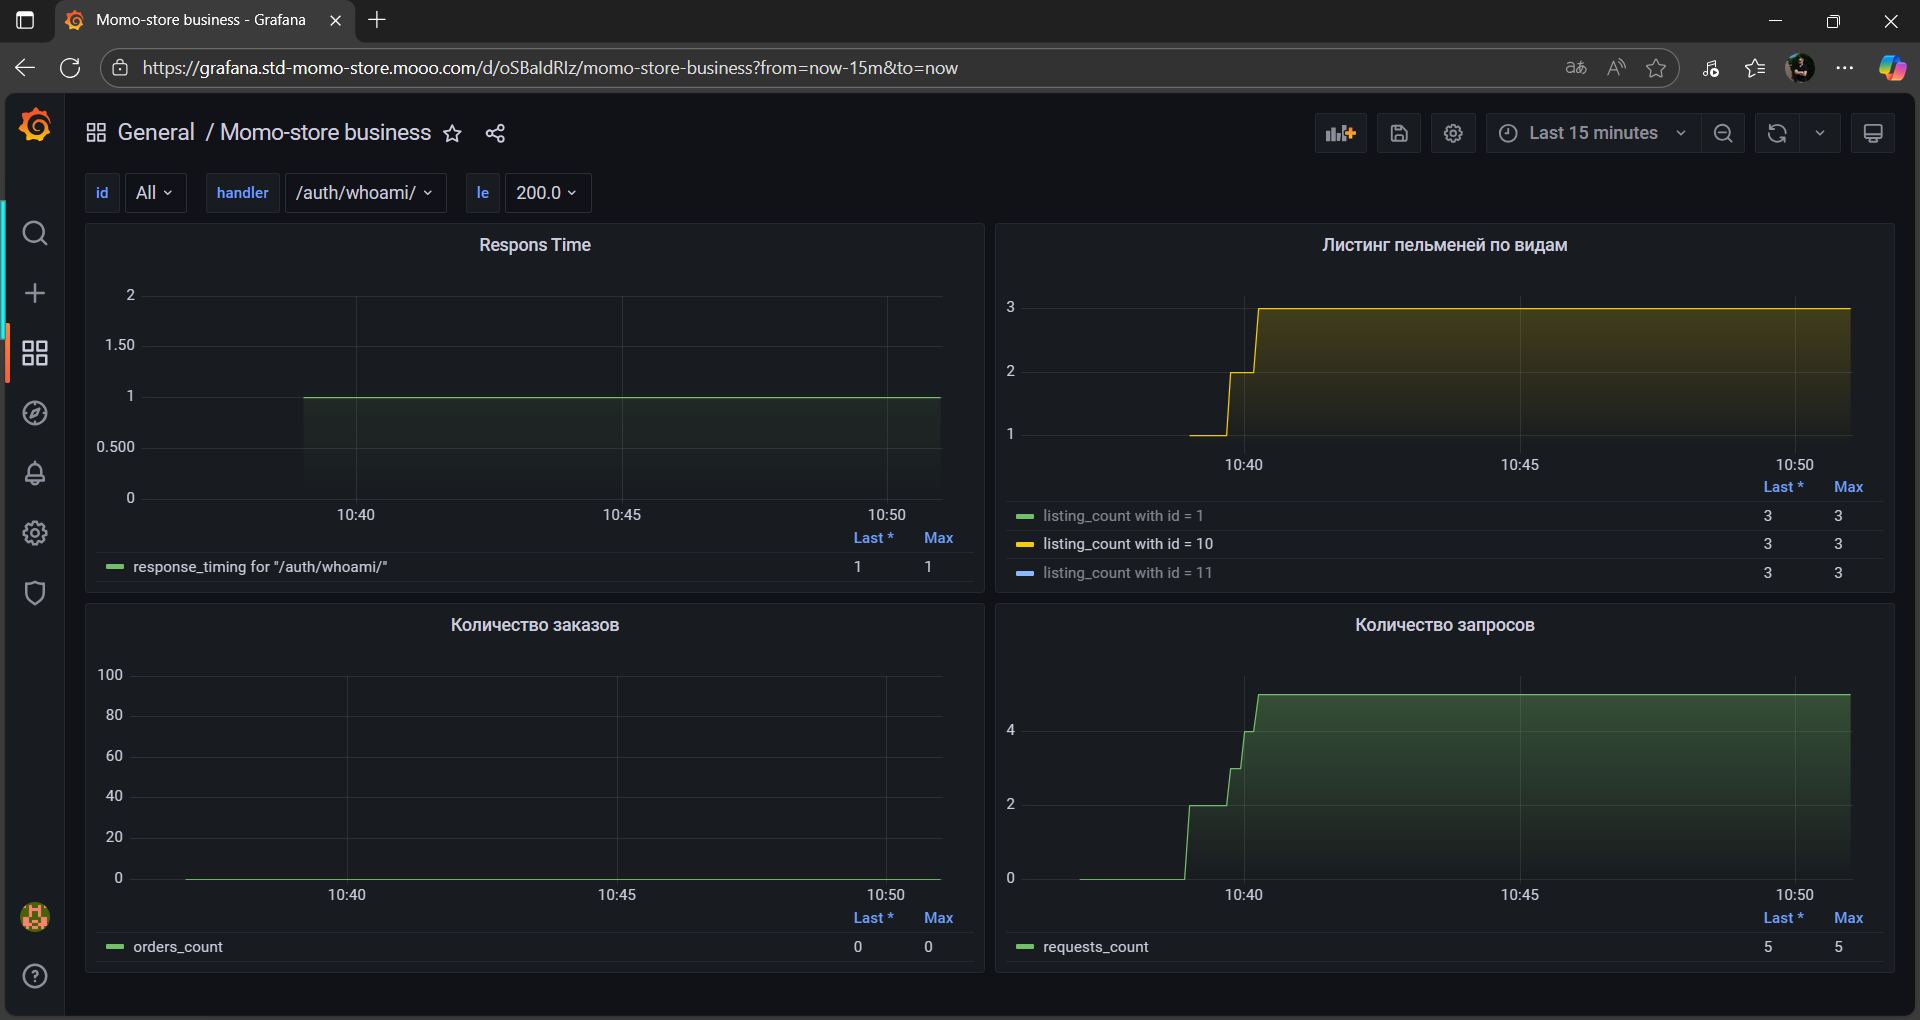 Momo-store business - Grafana
https://grafana.std-momo-store.mooo.com/d/oSBaldRIz/momo-store-business?from=now-15m&to=now
General / Momo-store business
Last 15 minutes
id All handler /auth/whoami/ le 200.0
Respons Time
2
1.50
1
0.500
0
10:40 10:45 10:50
Last * Max
response_timing for "/auth/whoami/" 1 1
Листинг пельменей по видам
3
2
1
10:40 10:45 10:50
Last * Max
listing_count with id = 1 3 3
listing_count with id = 10 3 3
listing_count with id = 11 3 3
Количество заказов
100
80
60
40
20
0
10:40 10:45 10:50
Last * Max
orders_count 0 0
Количество запросов
4
2
0
10:40 10:45 10:50
Last * Max
requests_count 5 5